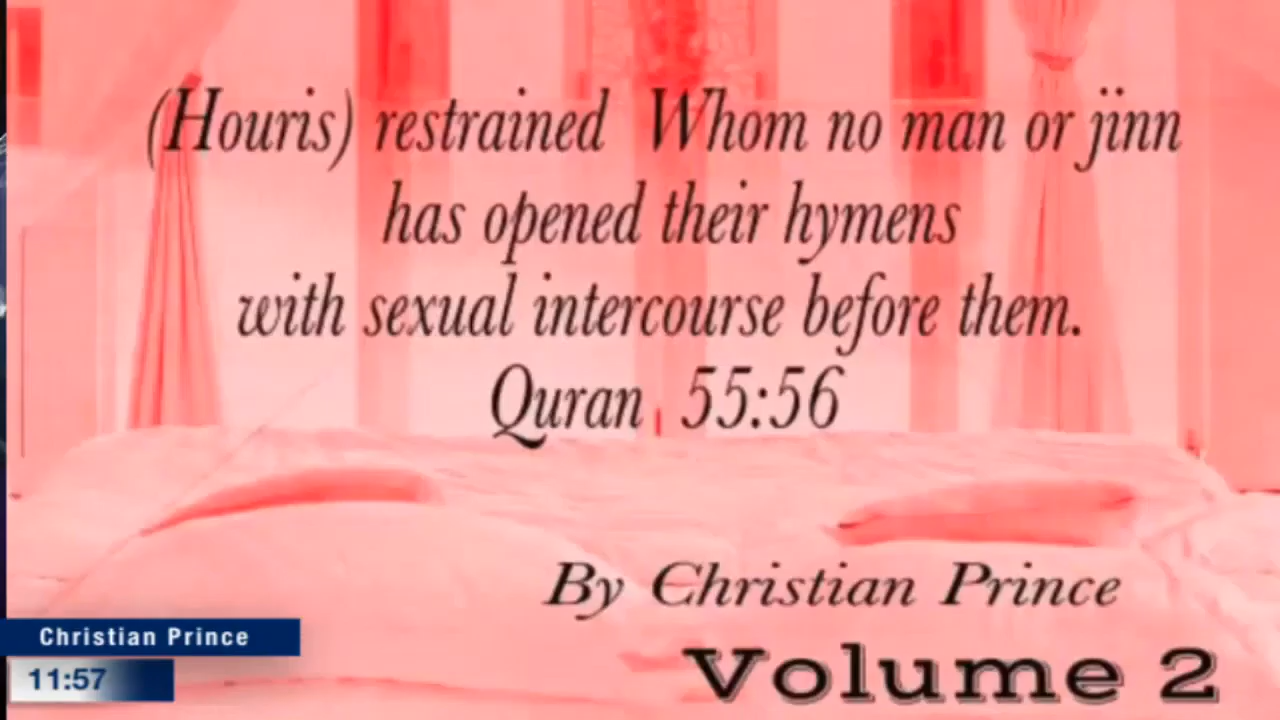 (Houris) restrained Whom no man or jinn
has opened their hymens
with sexual intercourse before them.
Quran 55:56
By Christian Prince
Volume 2
Christian Prince
11:57